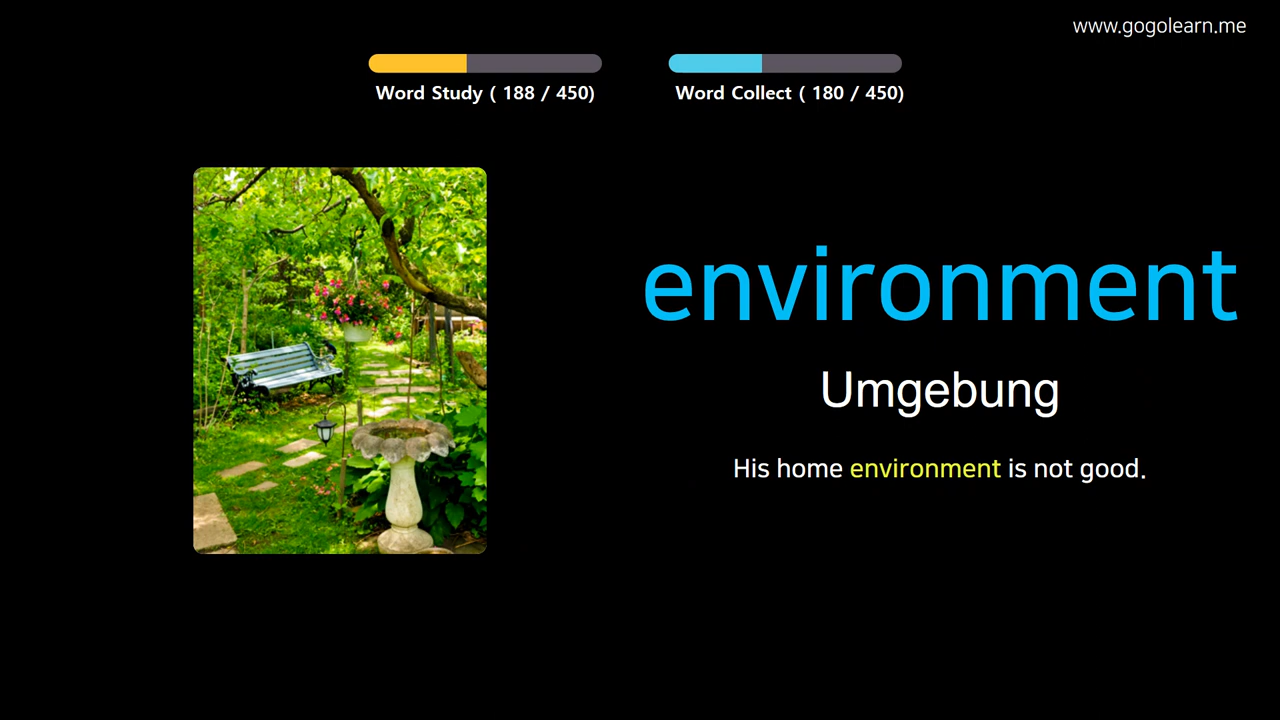 www.gogolearn.me
Word Study ( 188 / 450)
Word Collect ( 180 / 450)
environment
Umgebung
His home environment is not good.